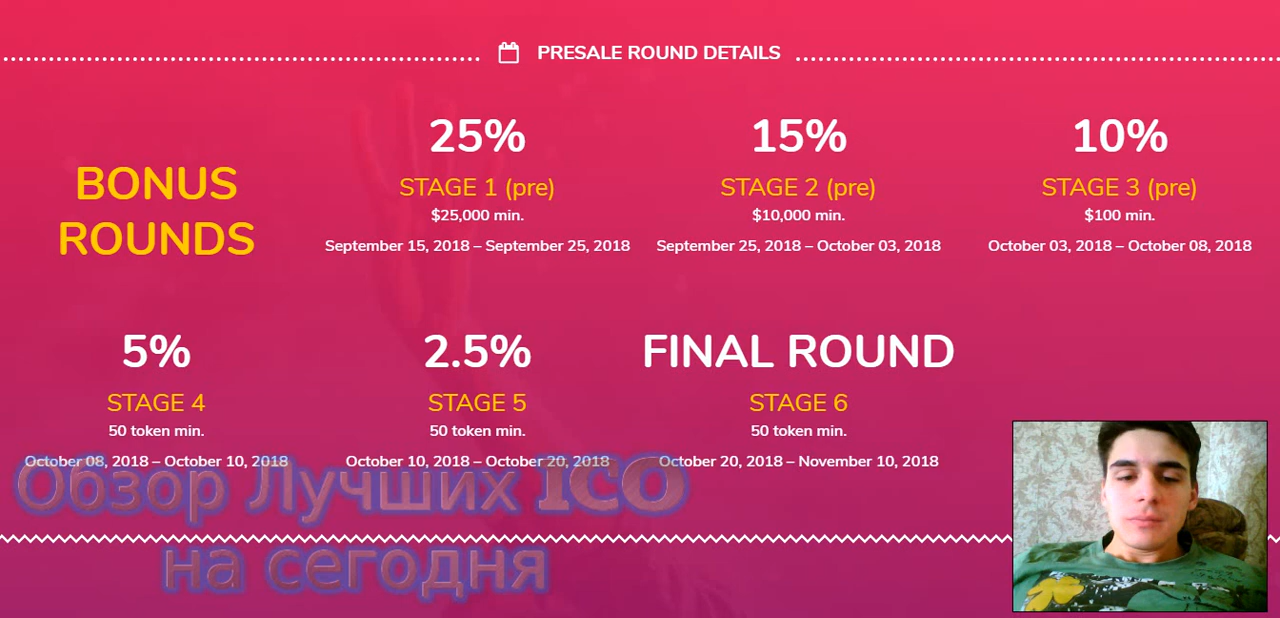 PRESALE ROUND DETAILS
BONUS
ROUNDS
25%
STAGE 1 (pre)
$25,000 min.
September 15, 2018 – September 25, 2018
15%
STAGE 2 (pre)
$10,000 min.
September 25, 2018 – October 03, 2018
10%
STAGE 3 (pre)
$100 min.
October 03, 2018 – October 08, 2018
5%
STAGE 4
50 token min.
October 08, 2018 – October 10, 2018
2.5%
STAGE 5
50 token min.
October 10, 2018 – October 20, 2018
FINAL ROUND
STAGE 6
50 token min.
October 20, 2018 – November 10, 2018
Обзор Лучших ICO
на сегодня